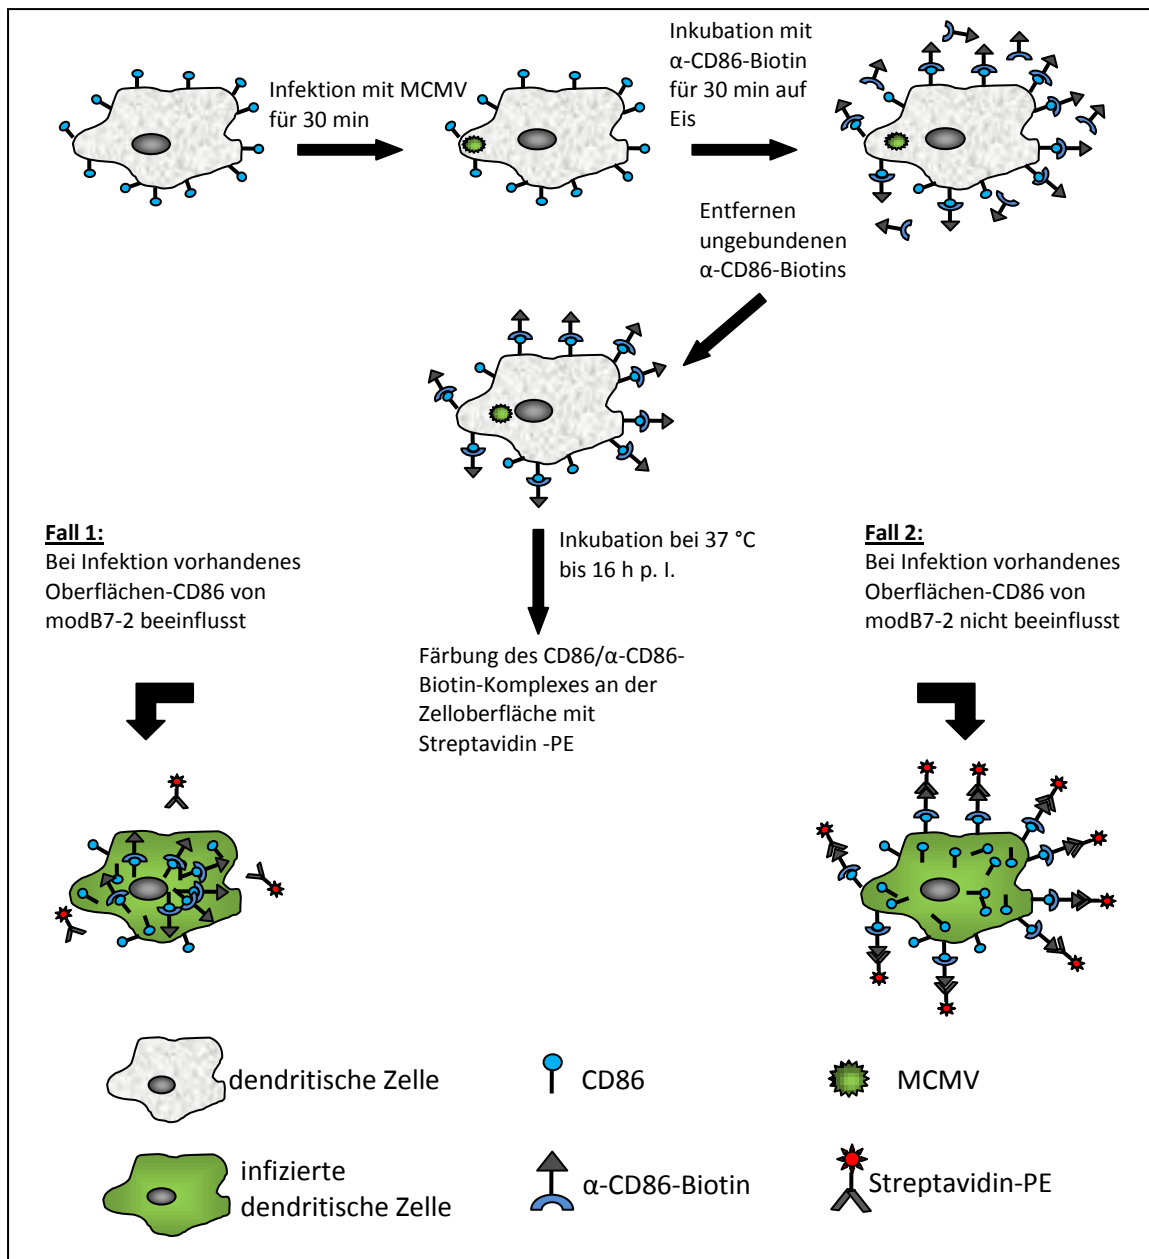 Infektion mit MCMV
für 30 min
Inkubation mit
α-CD86-Biotin
für 30 min auf
Eis
Entfernen
ungebundenen
α-CD86-Biotins
Inkubation bei 37 °C
bis 16 h p. I.
Färbung des CD86/α-CD86-
Biotin-Komplexes an der
Zelloberfläche mit
Streptavidin -PE
Fall 1:
Bei Infektion vorhandenes
Oberflächen-CD86 von
modB7-2 beeinflusst
Fall 2:
Bei Infektion vorhandenes
Oberflächen-CD86 von
modB7-2 nicht beeinflusst
dendritische Zelle
CD86
MCMV
infizierte
dendritische Zelle
α-CD86-Biotin
Streptavidin-PE